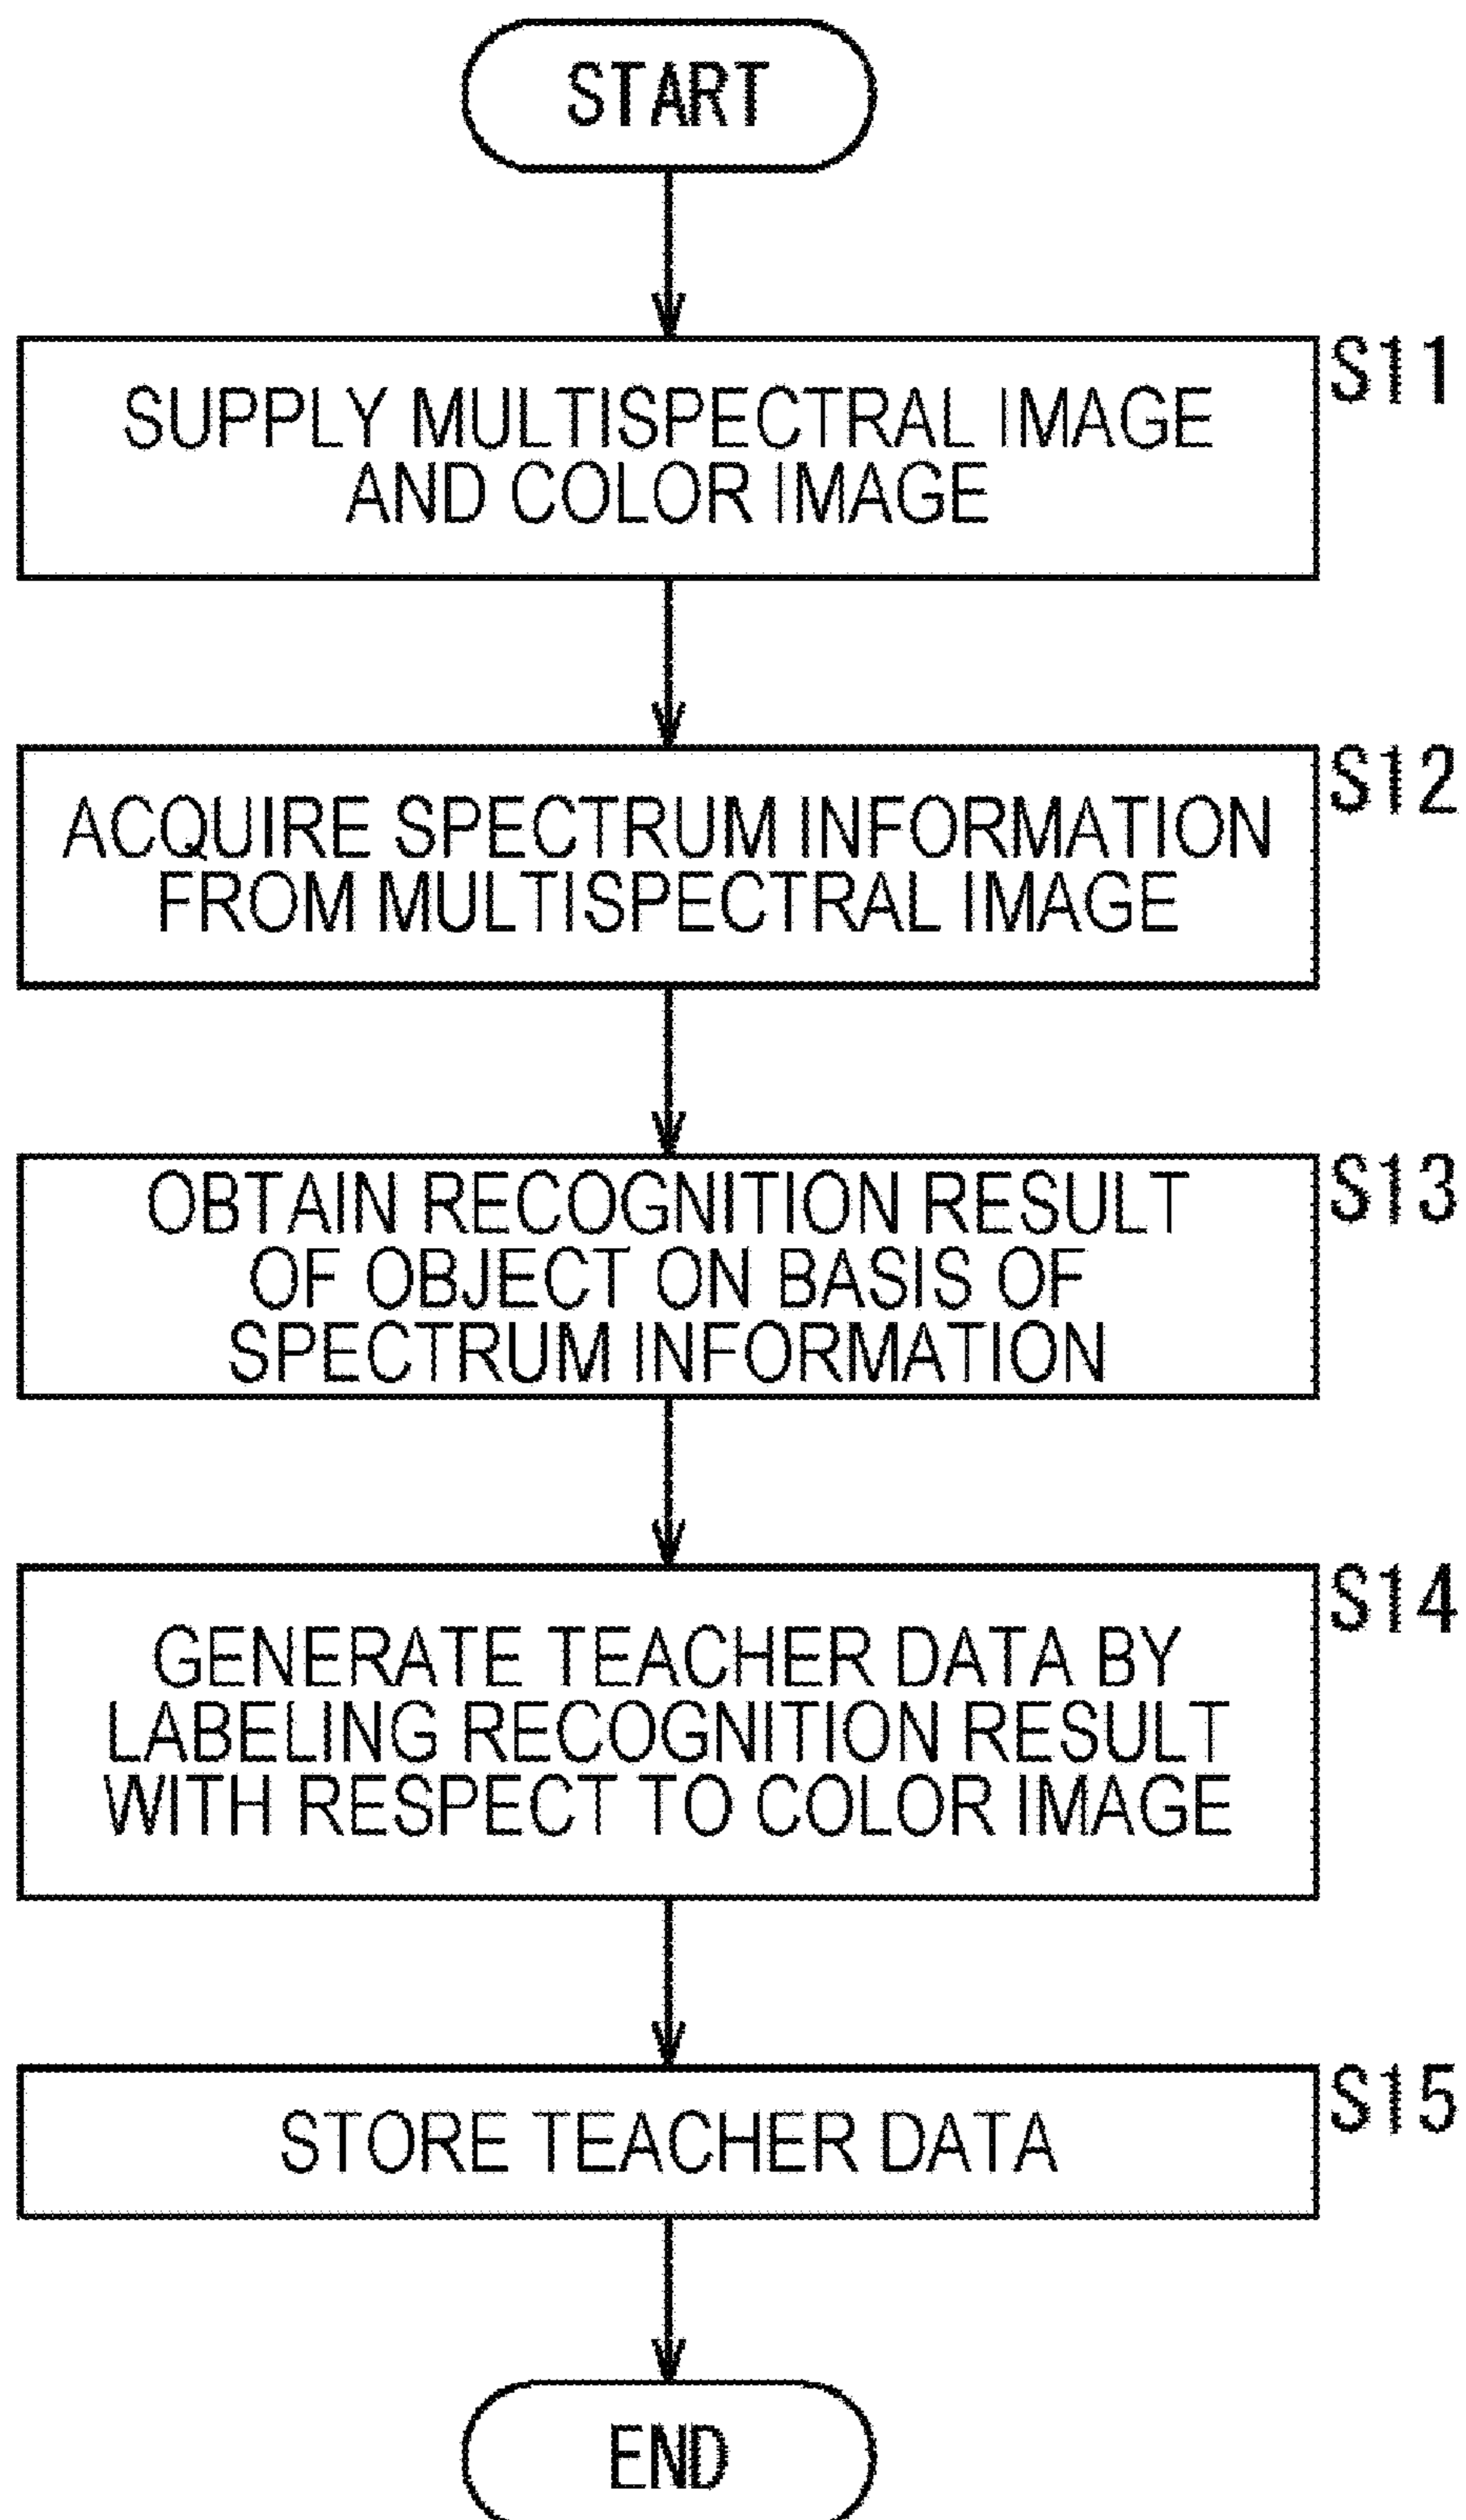 START
S11
SUPPLY MULTISPECTRAL IMAGE
AND COLOR IMAGE
S12
ACQUIRE SPECTRUM INFORMATION
FROM MULTISPECTRAL IMAGE
S13
OBTAIN RECOGNITION RESULT
OF OBJECT ON BASIS OF
SPECTRUM INFORMATION
S14
GENERATE TEACHER DATA BY
LABELING RECOGNITION RESULT
WITH RESPECT TO COLOR IMAGE
S15
STORE TEACHER DATA
END